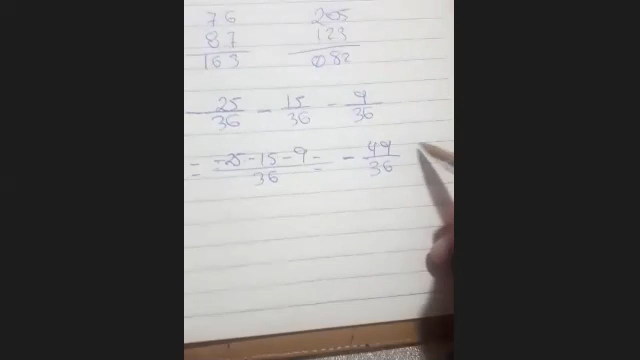 76 205
87 123
163 082
- 25/36 - 15/36 - 9/36
= -25-15-9/36 = - 49/36